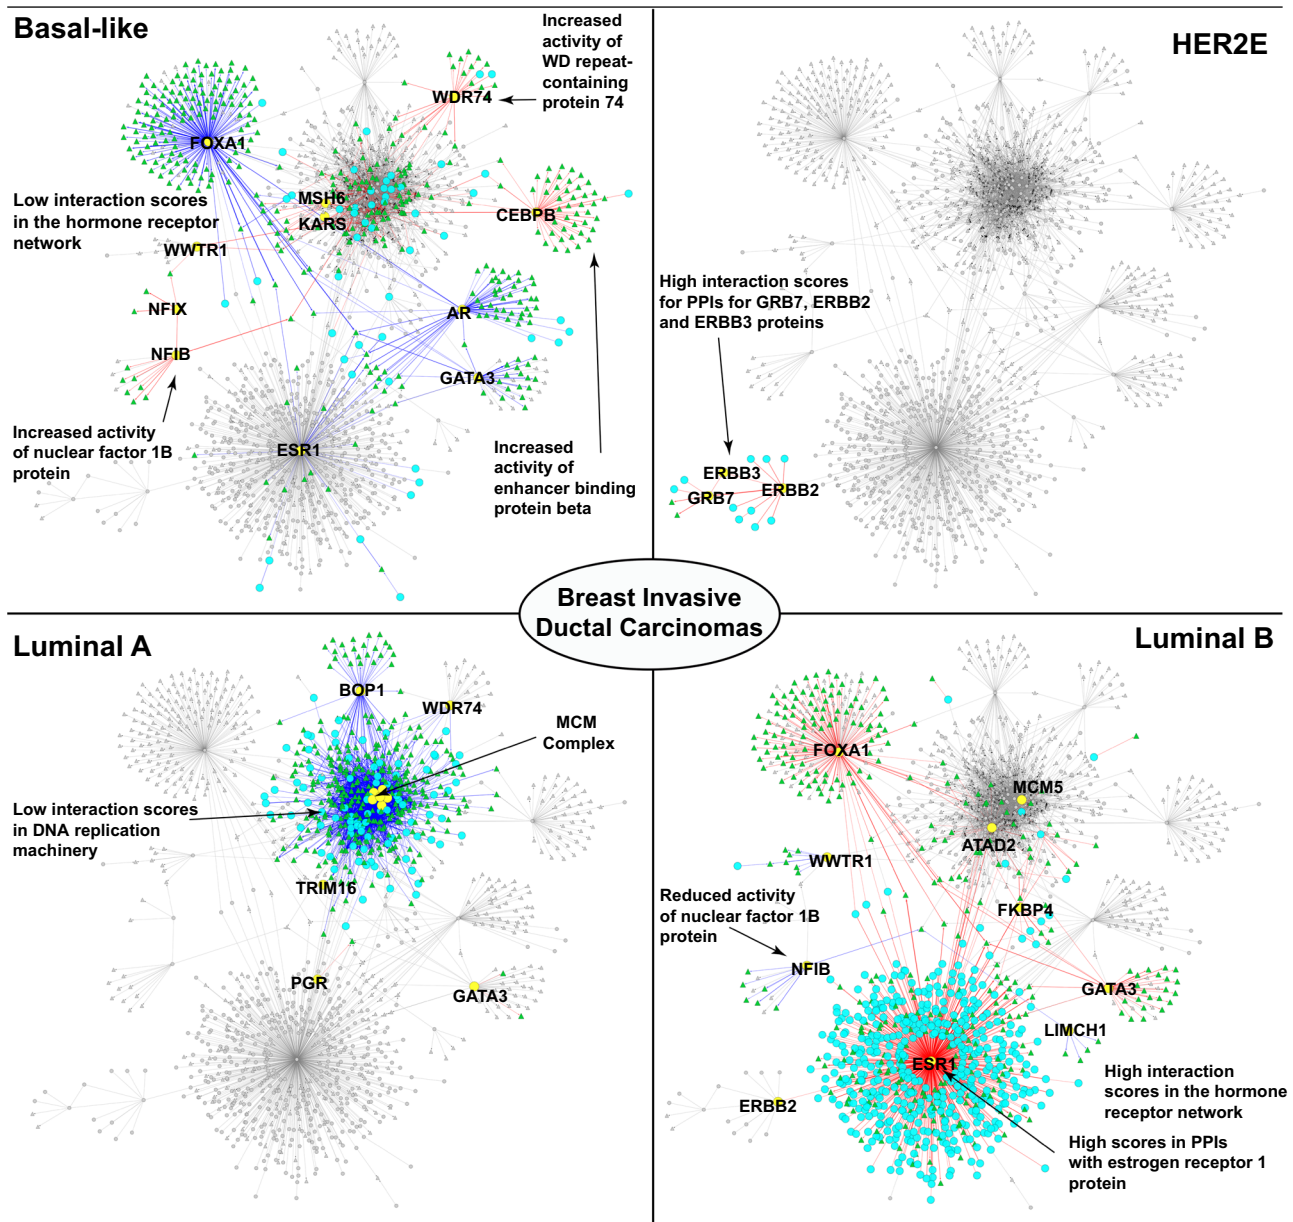 Basal-like
Increased
activity of
WD repeat-
containing
protein 74
WDR74
FOXA1
Low interaction scores
in the hormone receptor
network
MSH6
KARS
CEBPB
WWTR1
NFIX
AR
NFIB
GATA3
Increased activity
of nuclear factor 1B
protein
ESR1
Increased
activity of
enhancer binding
protein beta
HER2E
High interaction scores
for PPIs for GRB7, ERBB2
and ERBB3 proteins
ERBB3
GRB7
ERBB2
Breast Invasive
Ductal Carcinomas
Luminal A
BOP1
WDR74
MCM
Complex
Low interaction scores
in DNA replication
machinery
TRIM16
PGR
GATA3
Luminal B
FOXA1
MCM5
ATAD2
WWTR1
Reduced activity
of nuclear factor 1B
protein
FKBP4
NFIB
GATA3
LIMCH1
ESR1
High interaction
scores in the hormone
receptor network
ERBB2
High scores in PPIs
with estrogen receptor 1
protein